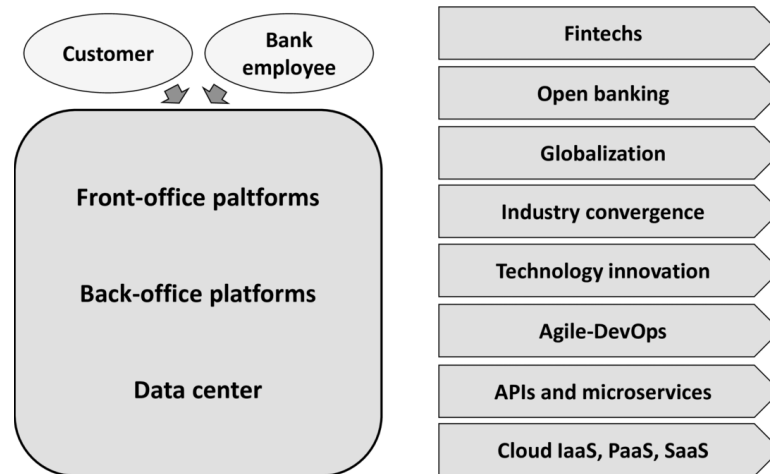 Customer
Bank
employee
Front-office paltforms
Back-office platforms
Data center
Fintechs
Open banking
Globalization
Industry convergence
Technology innovation
Agile-DevOps
APIs and microservices
Cloud IaaS, PaaS, SaaS